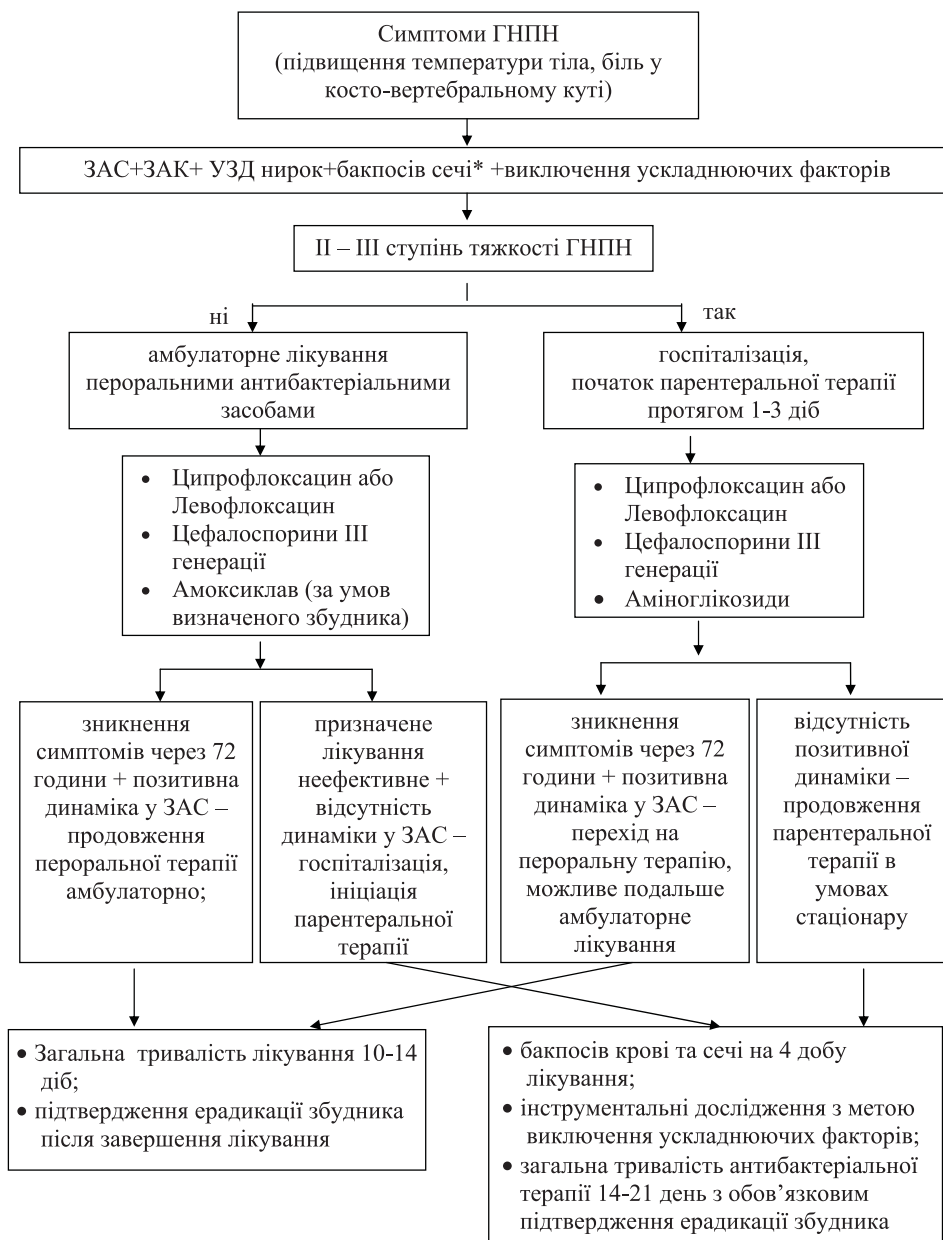 Симптоми ГНПН
(підвищення температури тіла, біль у
косто-вертебральному куті)
ЗАС+ЗАК+ УЗД нирок+бакпосів сечі* +виключення ускладнюючих факторів
ІІ – ІІІ ступінь тяжкості ГНПН
ні
так
амбулаторне лікування
пероральними антибактеріальними
засобами
госпіталізація,
початок парентеральної терапії
протягом 1-3 діб
• Ципрофлоксацин або
Левофлоксацин
• Цефалоспорини ІІІ
генерації
• Амоксиклав (за умов
визначеного збудника)
• Ципрофлоксацин або
Левофлоксацин
• Цефалоспорини ІІІ
генерації
• Аміноглікозиди
зникнення
симптомів через 72
години + позитивна
динаміка у ЗАС –
продовження
пероральної терапії
амбулаторно;
призначене
лікування
неефективне +
відсутність
динаміки у ЗАС –
госпіталізація,
ініціація
парентеральної
терапії
зникнення
симптомів через 72
години + позитивна
динаміка у ЗАС –
перехід на
пероральну терапію,
можливе подальше
амбулаторне
лікування
відсутність
позитивної
динаміки –
продовження
парентеральної
терапії в
умовах
стаціонару
• Загальна тривалість лікування 10-14
діб;
• підтвердження ерадикації збудника
після завершення лікування
• бакпосів крові та сечі на 4 добу
лікування;
• інструментальні дослідження з метою
виключення ускладнюючих факторів;
• загальна тривалість антибактеріальної
терапії 14-21 день з обов’язковим
підтвердження ерадикації збудника